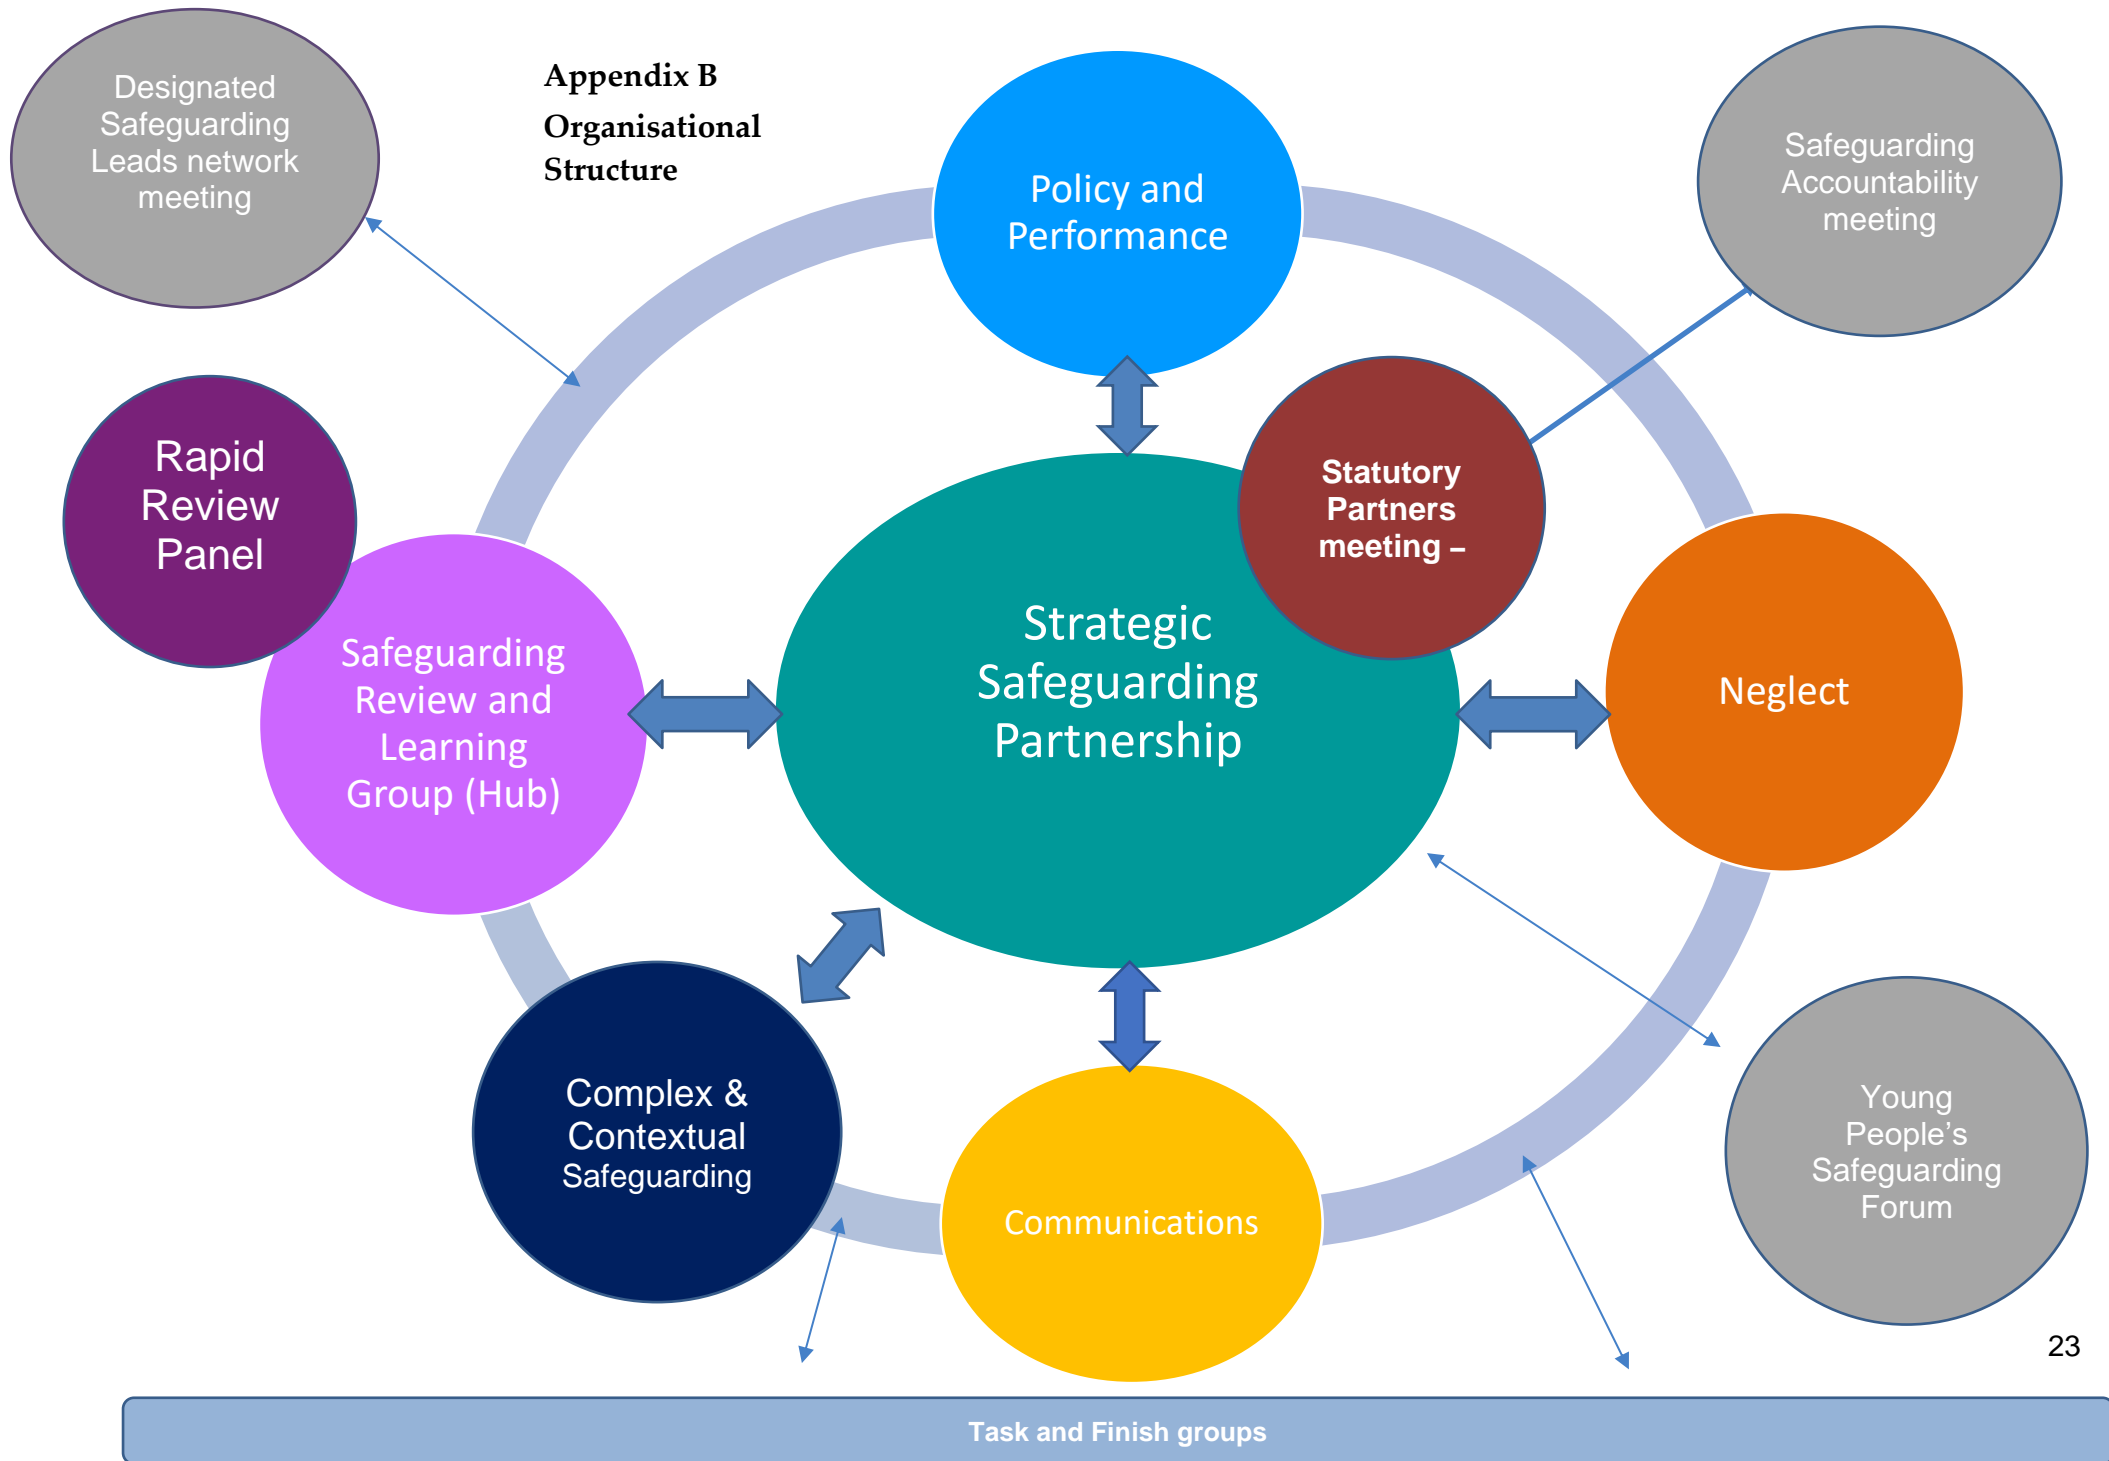 Designated
Safeguarding
Leads network
meeting
Appendix B
Organisational
Structure
Policy and
Performance
Safeguarding
Accountability
meeting
Rapid
Review
Panel
Statutory
Partners
meeting –
Safeguarding
Review and
Learning
Group (Hub)
Strategic
Safeguarding
Partnership
Neglect
Complex &
Contextual
Safeguarding
Communications
Young
People’s
Safeguarding
Forum
23
Task and Finish groups